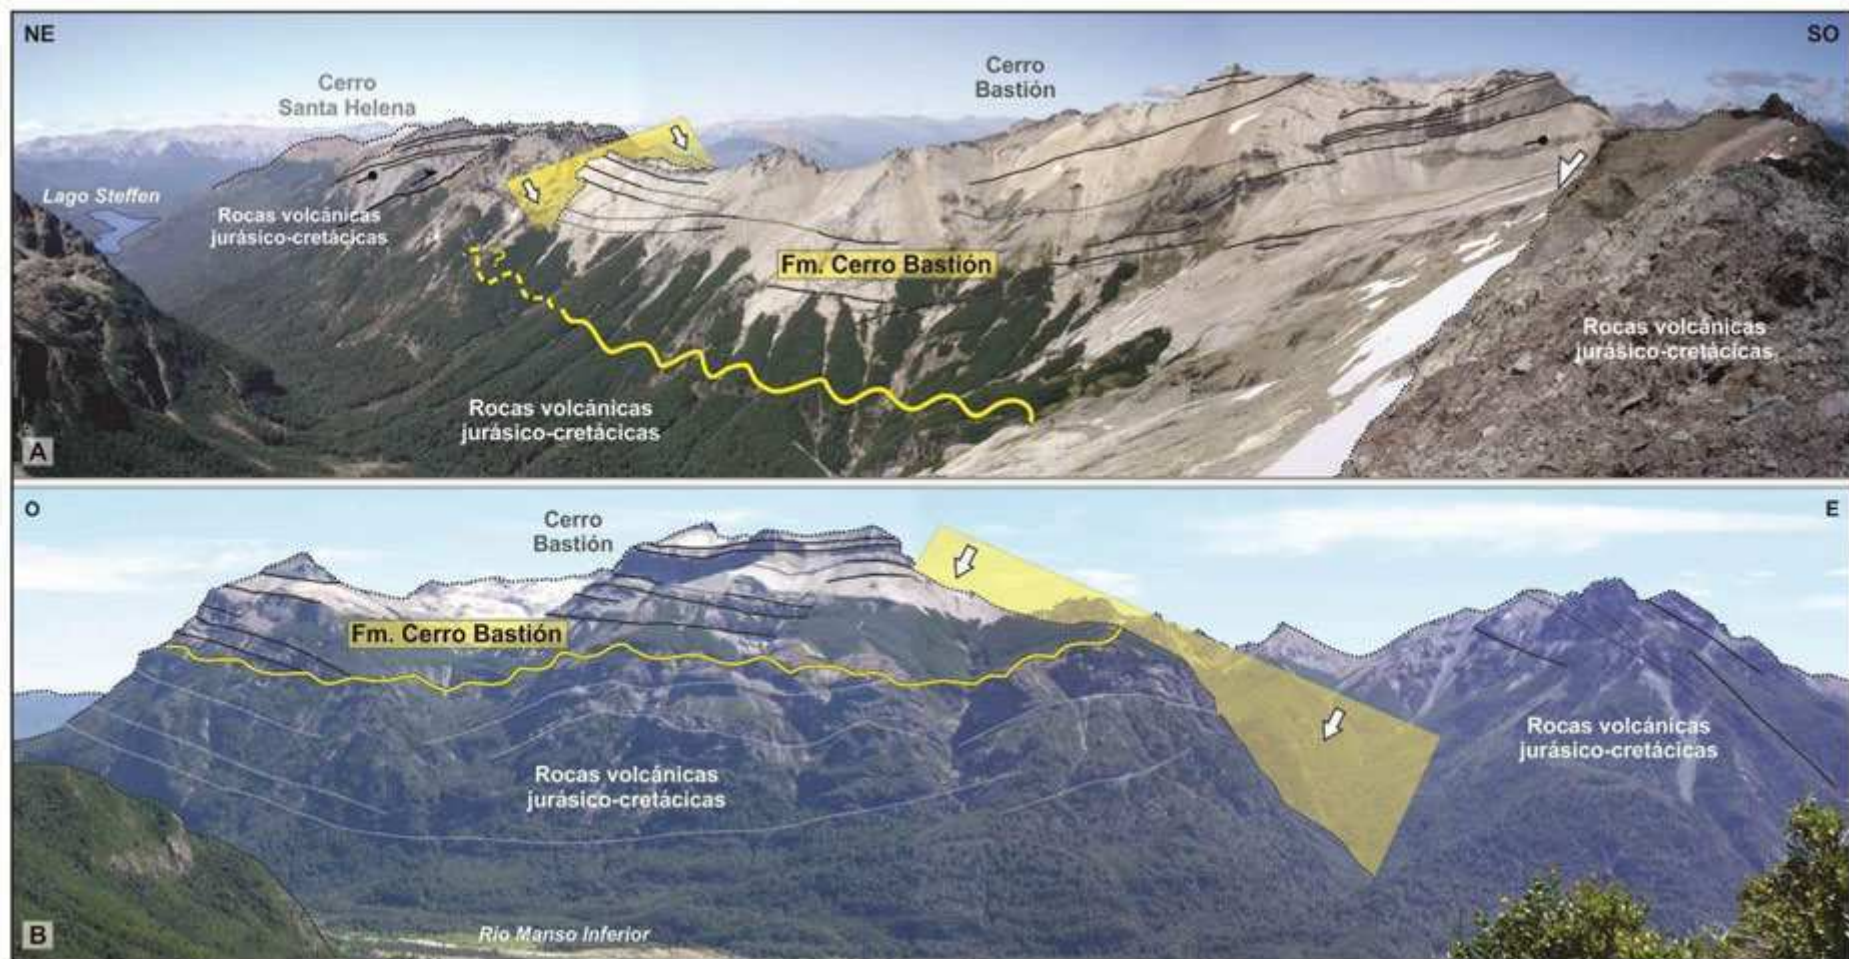 NE
SO
Cerro
Santa Helena
Cerro
Bastión
Lago Steffen
Rocas volcánicas
jurásico-cretácicas
?
Fm. Cerro Bastión
Rocas volcánicas
jurásico-cretácicas
Rocas volcánicas
jurásico-cretácicas
A
O
E
Cerro
Bastión
Fm. Cerro Bastión
Rocas volcánicas
jurásico-cretácicas
Rocas volcánicas
jurásico-cretácicas
Rio Manso Inferior
B